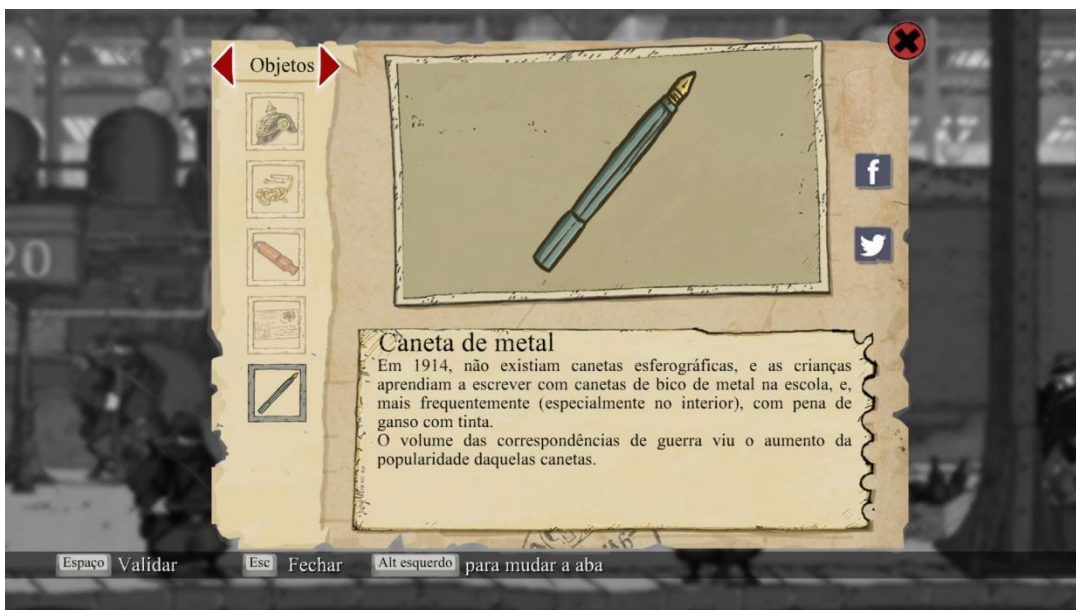 Objetos
20
Caneta de metal
Em 1914, não existiam canetas esferográficas, e as crianças
aprendiam a escrever com canetas de bico de metal na escola, e,
mais frequentemente (especialmente no interior), com pena de
ganso com tinta.
O volume das correspondências de guerra viu o aumento da
popularidade daquelas canetas.
Espaço Validar Esc Fechar Alt esquerdo para mudar a aba